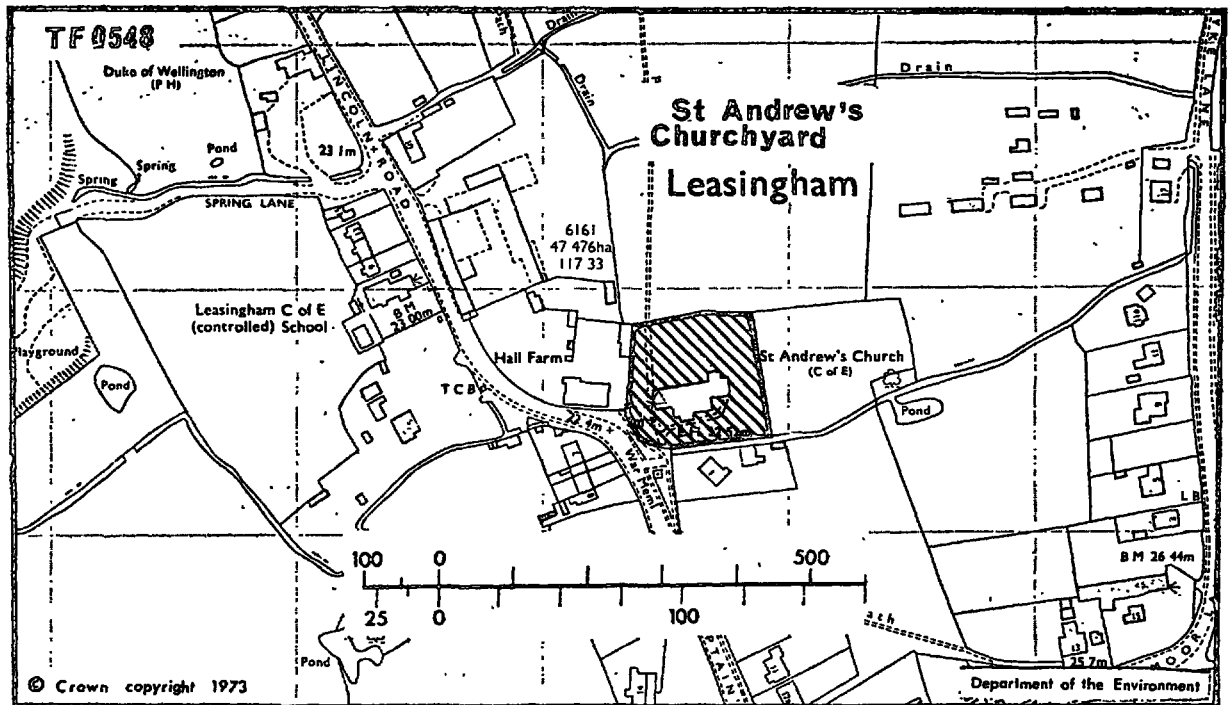 TF 0548
Duke of Wellington
(P H)
LINCOLN ROAD
Drain
Drain
Drain
St Andrew's
Churchyard
Leasingham
Pond
23 1m
Spring
Spring
SPRING LANE
LANE
6161
47 476ha
117 33
Leasingham C of E
(controlled) School
B M
23 00m
Playground
Pond
Hall Farm
St Andrew's Church
(C of E)
T C B
Pond
War Meml
L B
B M 26 44m
100 0 500
25 0 100
Pond
25 7m
© Crown copyright 1973
Department of the Environment